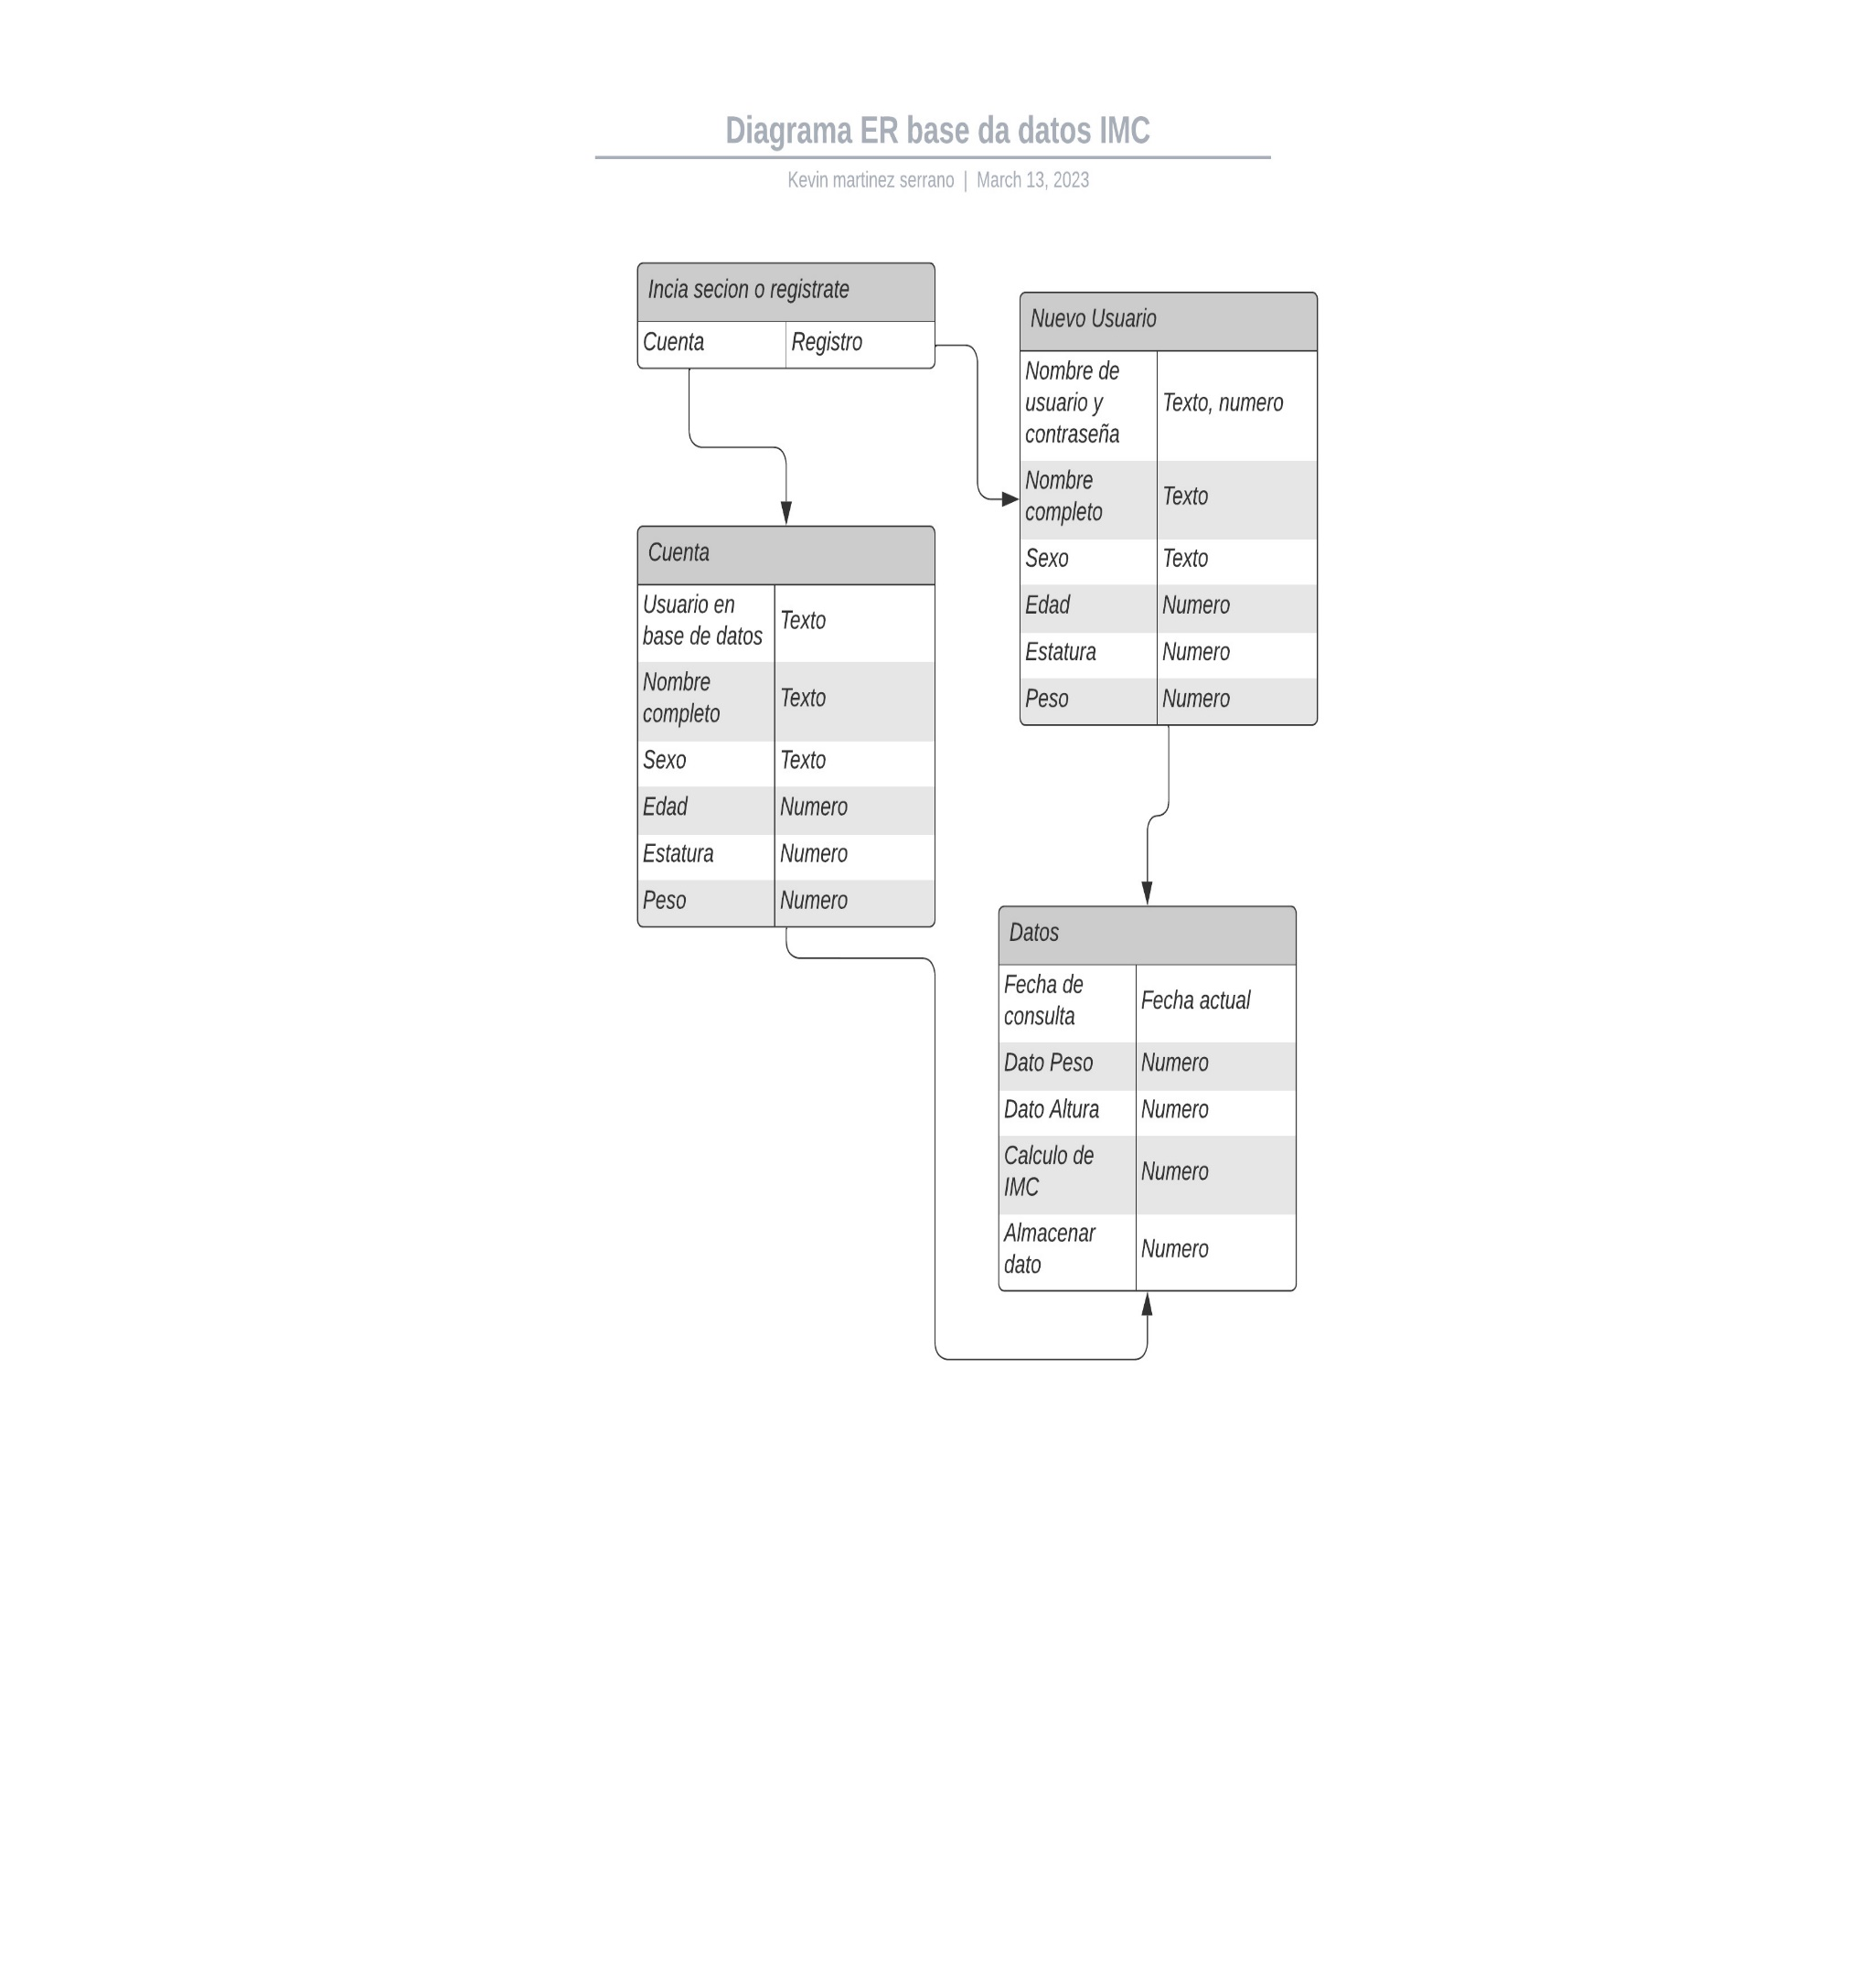 Diagrama ER base da datos IMC
Kevin martinez serrano | March 13, 2023
Incia secion o registrate
Cuenta Registro
Nuevo Usuario
Nombre de
usuario y
contraseña
Texto, numero
Nombre
completo
Texto
Sexo Texto
Edad Numero
Estatura Numero
Peso Numero
Cuenta
Usuario en
base de datos
Texto
Nombre
completo
Texto
Sexo Texto
Edad Numero
Estatura Numero
Peso Numero
Datos
Fecha de
consulta
Fecha actual
Dato Peso Numero
Dato Altura Numero
Calculo de
IMC
Numero
Almacenar
dato
Numero